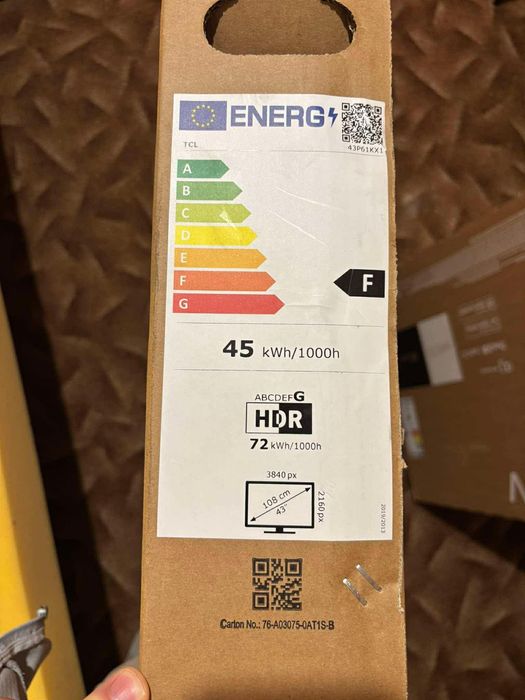 ENERG
TCL
43P61KX1
A
B
C
D
E
F
G
F
45 kWh/1000h
ABCDEFG
HDR
72 kWh/1000h
3840 px
108 cm
43"
2160 px
2019/2013
Carton No.: 76-A03075-0AT1S-B